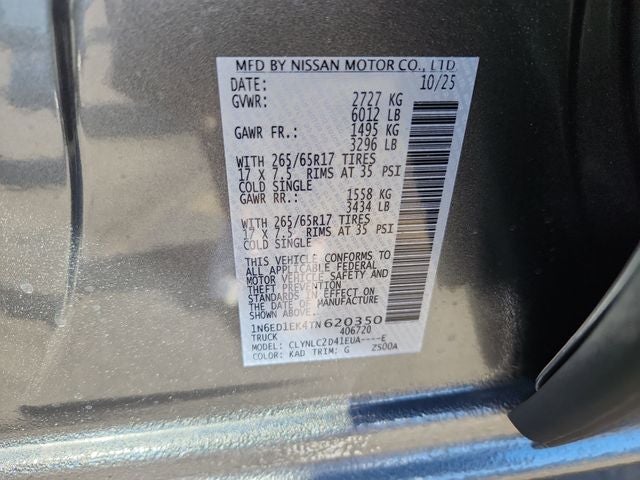 MFD BY NISSAN MOTOR CO., LTD
DATE: 10/25
GVWR: 2727 KG
6012 LB
GAWR FR.: 1495 KG
3296 LB
WITH 265/65R17 TIRES
17 X 7.5 RIMS AT 35 PSI
COLD SINGLE
GAWR RR.: 1558 KG
3434 LB
WITH 265/65R17 TIRES
17 X 7.5 RIMS AT 35 PSI
COLD SINGLE
THIS VEHICLE CONFORMS TO
ALL APPLICABLE FEDERAL
MOTOR VEHICLE SAFETY AND
THEFT PREVENTION
STANDARDS IN EFFECT ON
THE DATE OF MANUFACTURE
1N6ED1EK4TN620350
TRUCK 406720
MODEL: CLYNLC2D41EUA----E
COLOR: KAD TRIM: G ZS00A